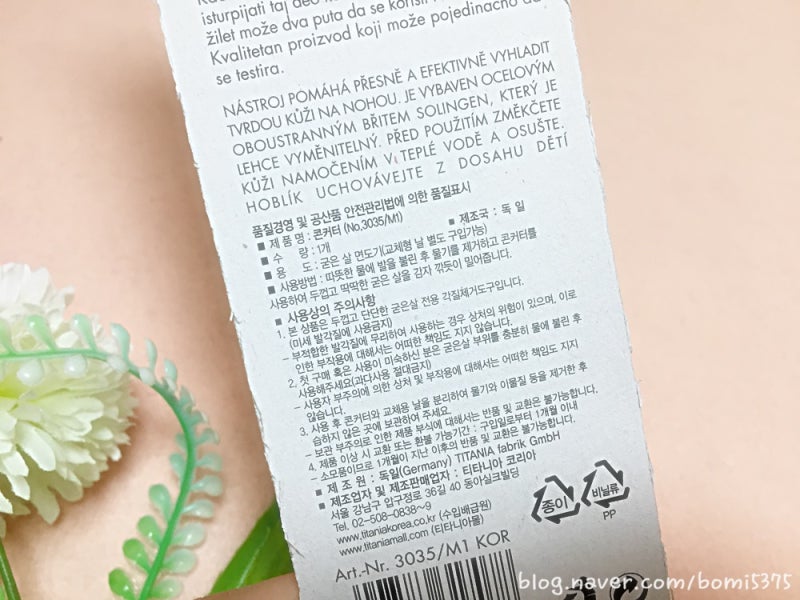 isturpijati taj deo
žilet može dva puta da se koristi
Kvalitetan proizvod koji može pojedinačno da
se testira.
NÁSTROJ POMÁHÁ PŘESNĚ A EFEKTIVNĚ VYHLADIT
TVRDOU KŮŽI NA NOHOU. JE VYBAVEN OCELOVÝM
OBOUSTRANNÝM BŘITEM SOLINGEN, KTERÝ JE
LEHCE VYMĚNITELNÝ. PŘED POUŽITÍM ZMĚKČETE
KŮŽI NAMOČENÍM V TEPLÉ VODĚ A OSUŠTE.
HOBLÍK UCHOVÁVEJTE Z DOSAHU DĚTÍ
품질경영 및 공산품 안전관리법에 의한 품질표시
■ 제 품 명 : 콘커터 (No.3035/M1) ■ 제조국 : 독 일
■ 수 량 : 1개
■ 용 도 : 굳은 살 면도기(교체형 날 별도 구입가능)
■ 사용방법 : 따뜻한 물에 발을 불린 후 물기를 제거하고 콘커터를
사용하여 두껍고 딱딱한 굳은 살을 감자 깍듯이 밀어줍니다.
■ 사용상의 주의사항
1. 본 상품은 두껍고 단단한 굳은살 전용 각질제거도구입니다.
(미세 발각질에 사용금지)
– 부적합한 발각질에 무리하여 사용하는 경우 상처의 위험이 있으며, 이로
인한 부작용에 대해서는 어떠한 책임도 지지 않습니다.
2. 첫 구매 혹은 사용이 미숙하신 분은 굳은살 부위를 충분히 물에 불린 후
사용해주세요(과다사용 절대금지)
– 사용자 부주의에 의한 상처 및 부작용에 대해서는 어떠한 책임도 지지
않습니다.
3. 사용 후 콘커터와 교체용 날을 분리하여 물기와 이물질 등을 제거한 후
습하지 않은 곳에 보관하여 주세요.
– 보관 부주의로 인한 제품 부식에 대해서는 반품 및 교환은 불가능합니다.
4. 제품 이상시 교환 또는 환불 가능기간 : 구입일로부터 1개월 이내
– 소모품이므로 1개월이 지난 이후의 반품 및 교환은 불가능합니다.
■ 제 조 원 : 독일(Germany) TITANIA fabrik GmbH
■ 제조업자 및 제조판매업자 : 티타니아 코리아
서울 강남구 압구정로 36길 40 동아실크빌딩
Tel. 02-508-0838~9
www.titaniakorea.co.kr (수입배급원)
www.titaniamall.com (티타니아몰)
종이
비닐류
PP
Art.-Nr. 3035/M1 KOR
blog.naver.com/bomi5375